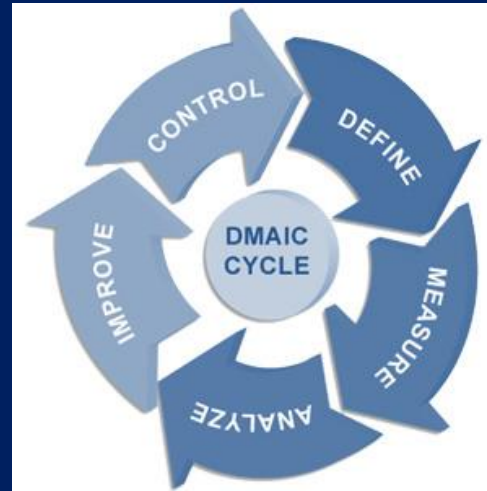 DMAIC
CYCLE
DEFINE
MEASURE
ANALYZE
IMPROVE
CONTROL